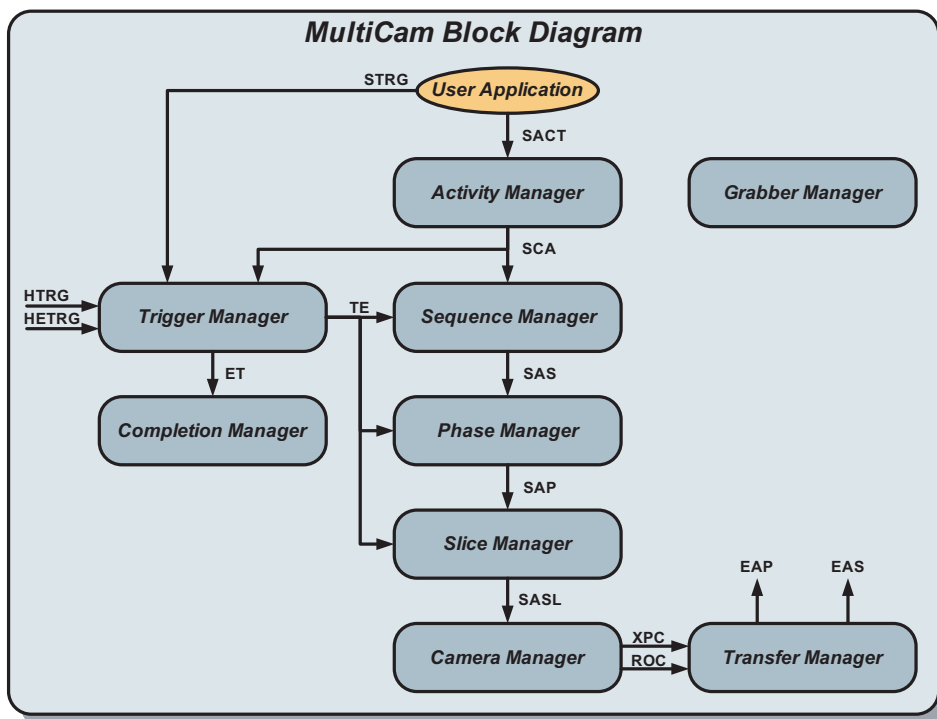 MultiCam Block Diagram
STRG
User Application
SACT
Activity Manager
Grabber Manager
SCA
HTRG
HETRG
Trigger Manager
TE
Sequence Manager
ET
SAS
Completion Manager
Phase Manager
SAP
Slice Manager
SASL
EAP
EAS
Camera Manager
XPC
ROC
Transfer Manager